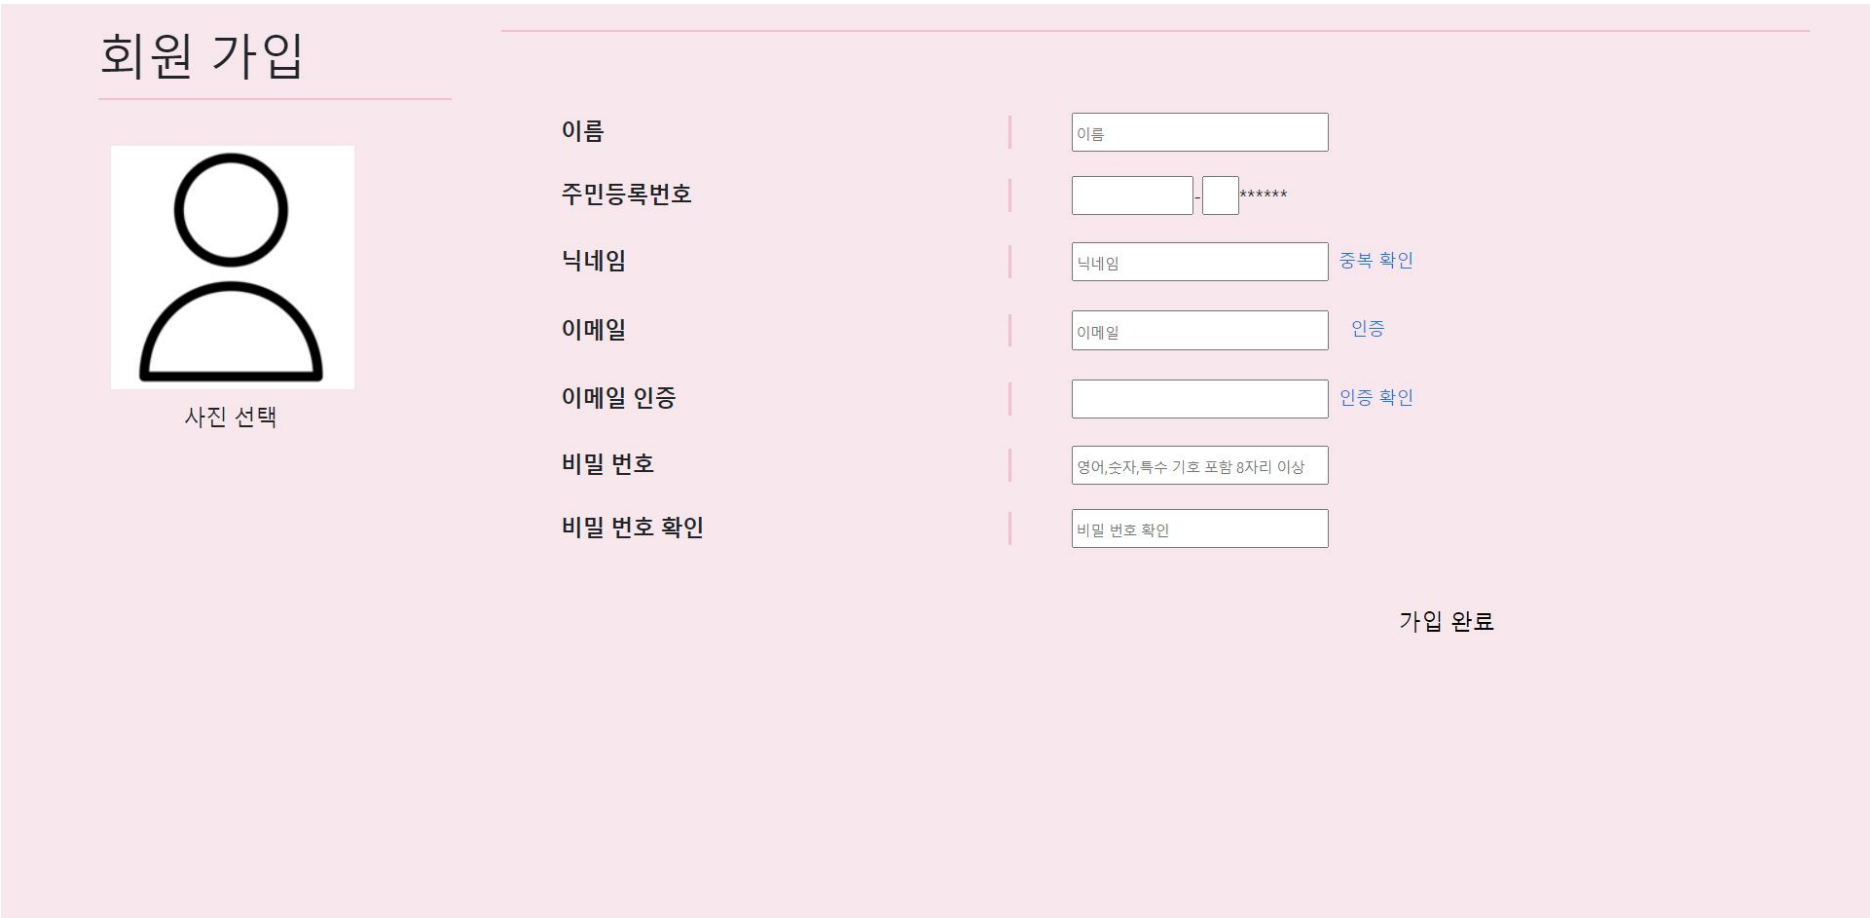 회원 가입
사진 선택
이름
이름
주민등록번호
-******
닉네임
닉네임 중복 확인
이메일
이메일 인증
이메일 인증
인증 확인
비밀 번호
영어,숫자,특수 기호 포함 8자리 이상
비밀 번호 확인
비밀 번호 확인
가입 완료